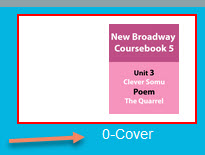 New Broadway
Coursebook 5
Unit 3
Clever Somu
Poem
The Quarrel
0-Cover